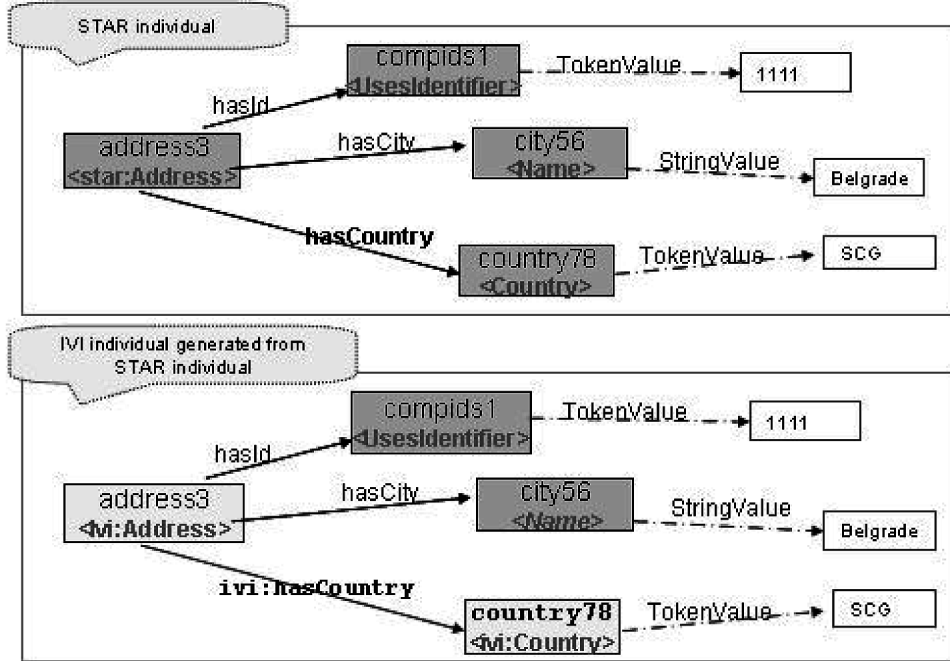 STAR individual
compids1
<UsesIdentifier>
TokenValue
1111
hasId
address3
<star:Address>
hasCity
city56
<Name>
StringValue
Belgrade
hasCountry
country78
<Country>
TokenValue
SCG
IVI individual generated from
STAR individual
compids1
<UsesIdentifier>
TokenValue
1111
hasId
address3
<ivi:Address>
hasCity
city56
<Name>
StringValue
Belgrade
ivi:hasCountry
country78
<ivi:Country>
TokenValue
SCG